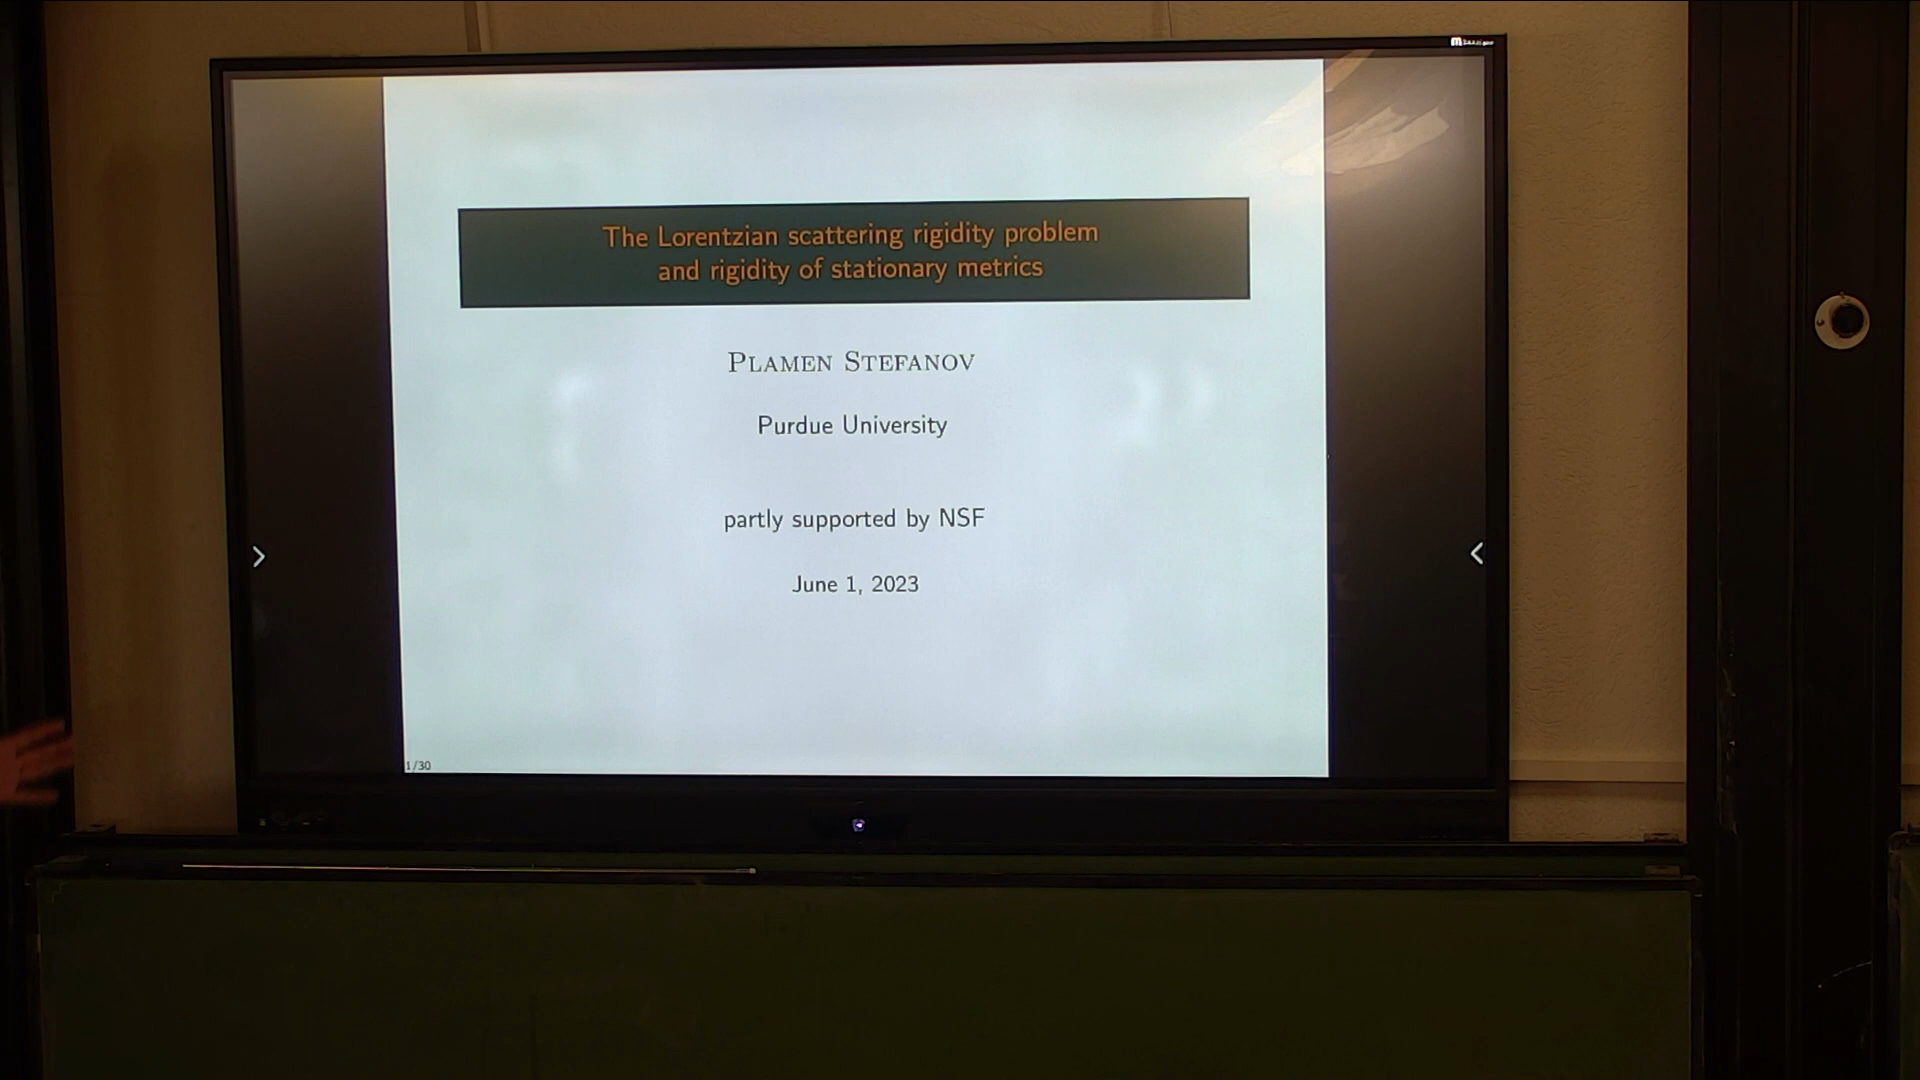 The Lorentzian scattering rigidity problem
and rigidity of stationary metrics
PLAMEN STEFANOV
Purdue University
partly supported by NSF
June 1, 2023
1/30